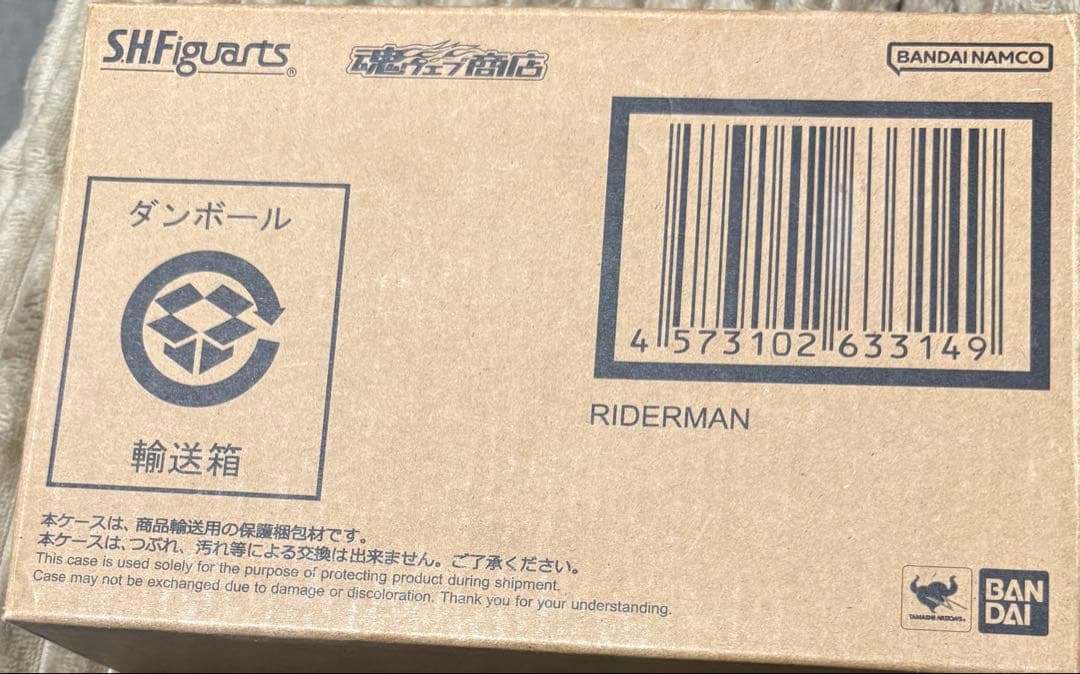 S.H.Figuarts®
魂ウェブ商店
BANDAI NAMCO
ダンボール
輸送箱
4 573102 633149
RIDERMAN
本ケースは、商品輸送用の保護梱包材です。
本ケースは、つぶれ、汚れ等による交換は出来ません。ご了承ください。
This case is used solely for the purpose of protecting product during shipment.
Case may not be exchanged due to damage or discoloration. Thank you for your understanding.
TAMASHII NATIONS
BAN
DAI